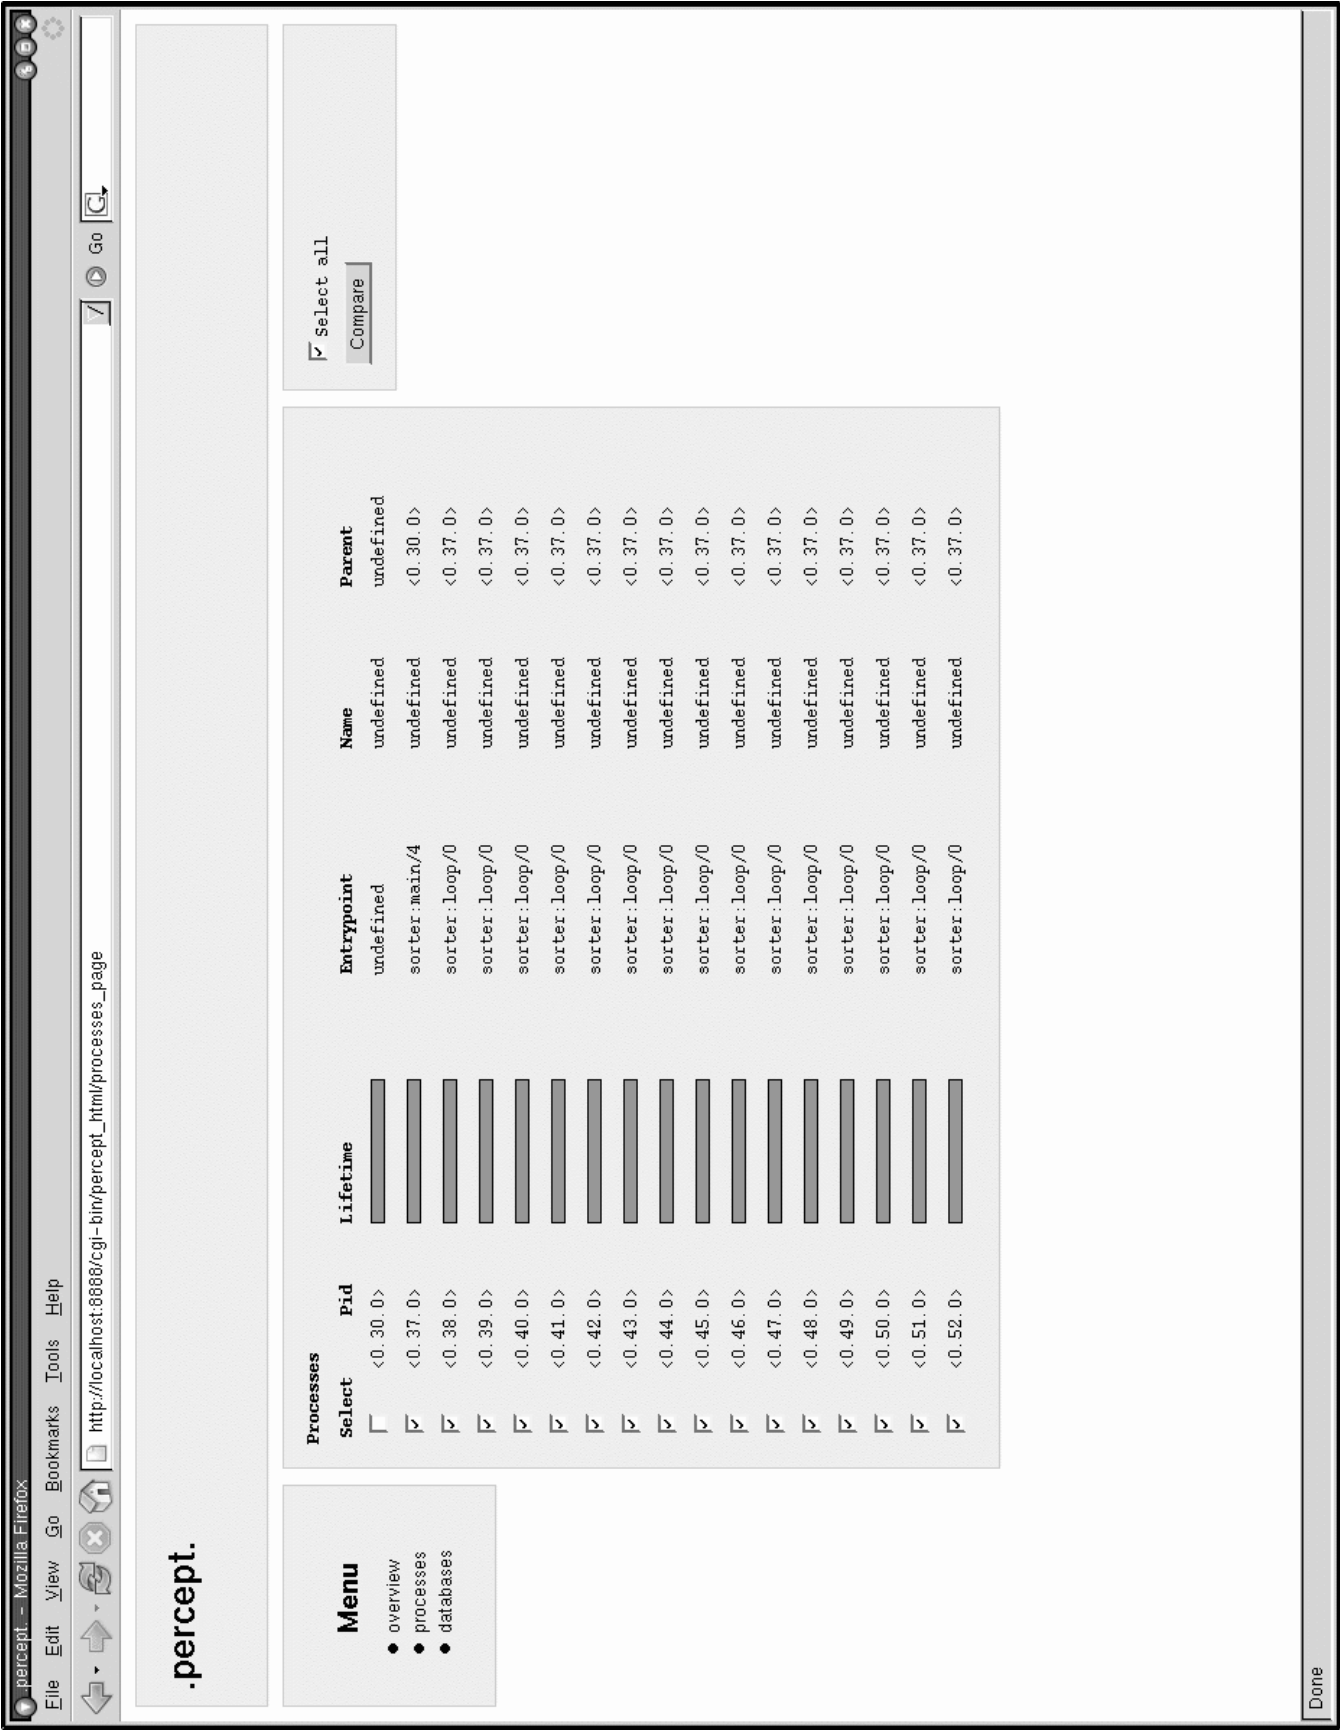 .percept. - Mozilla Firefox
File Edit View Go Bookmarks Tools Help
http://localhost:8888/cgi-bin/percept_html/processes_page Go G
.percept.
Menu
overview
processes
databases
Processes
Select Pid Lifetime Entrypoint Name Parent
<0.30.0> undefined undefined undefined
<0.37.0> sorter:main/4 undefined <0.30.0>
<0.38.0> sorter:loop/0 undefined <0.37.0>
<0.39.0> sorter:loop/0 undefined <0.37.0>
<0.40.0> sorter:loop/0 undefined <0.37.0>
<0.41.0> sorter:loop/0 undefined <0.37.0>
<0.42.0> sorter:loop/0 undefined <0.37.0>
<0.43.0> sorter:loop/0 undefined <0.37.0>
<0.44.0> sorter:loop/0 undefined <0.37.0>
<0.45.0> sorter:loop/0 undefined <0.37.0>
<0.46.0> sorter:loop/0 undefined <0.37.0>
<0.47.0> sorter:loop/0 undefined <0.37.0>
<0.48.0> sorter:loop/0 undefined <0.37.0>
<0.49.0> sorter:loop/0 undefined <0.37.0>
<0.50.0> sorter:loop/0 undefined <0.37.0>
<0.51.0> sorter:loop/0 undefined <0.37.0>
<0.52.0> sorter:loop/0 undefined <0.37.0>
Select all
Compare
Done